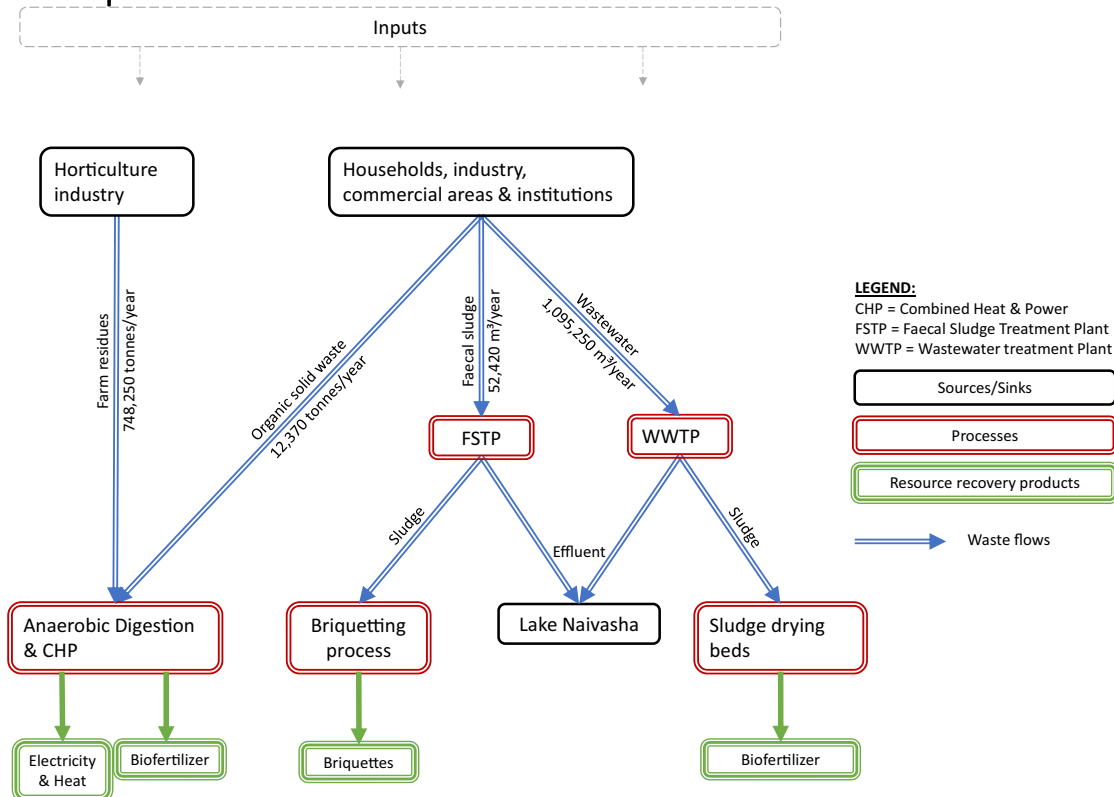 Inputs
Horticulture
industry
Households, industry,
commercial areas & institutions
Farm residues
748,250 tonnes/year
Organic solid waste
12,370 tonnes/year
Faecal sludge
52,420 m³/year
Wastewater
1,095,250 m³/year
LEGEND:
CHP = Combined Heat & Power
FSTP = Faecal Sludge Treatment Plant
WWTP = Wastewater treatment Plant
Sources/Sinks
Processes
Resource recovery products
Waste flows
FSTP
WWTP
Sludge
Effluent
Sludge
Anaerobic Digestion
& CHP
Briquetting
process
Lake Naivasha
Sludge drying
beds
Electricity
& Heat
Biofertilizer
Briquettes
Biofertilizer